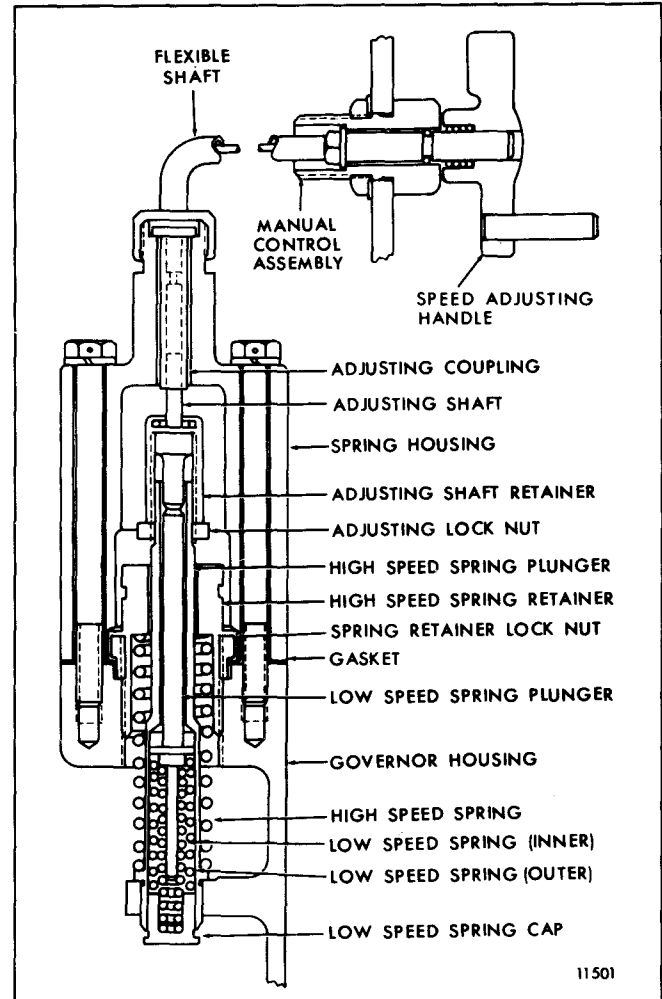 FLEXIBLE
SHAFT
MANUAL
CONTROL
ASSEMBLY
SPEED ADJUSTING
HANDLE
ADJUSTING COUPLING
ADJUSTING SHAFT
SPRING HOUSING
ADJUSTING SHAFT RETAINER
ADJUSTING LOCK NUT
HIGH SPEED SPRING PLUNGER
HIGH SPEED SPRING RETAINER
SPRING RETAINER LOCK NUT
GASKET
LOW SPEED SPRING PLUNGER
GOVERNOR HOUSING
HIGH SPEED SPRING
LOW SPEED SPRING (INNER)
LOW SPEED SPRING (OUTER)
LOW SPEED SPRING CAP
11501